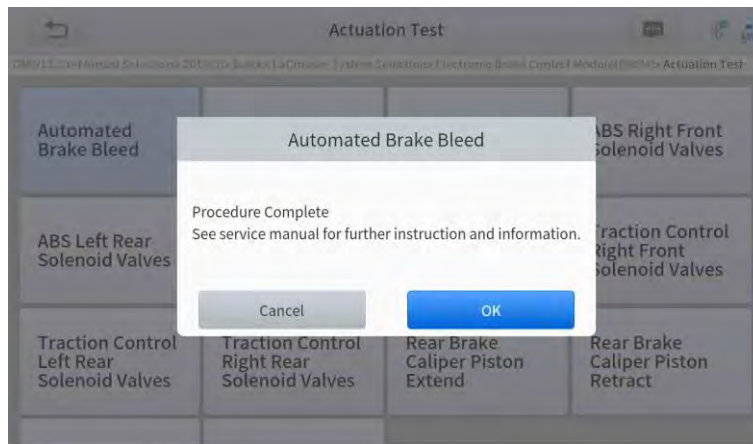 Actuation Test
Actuation Test
Automated
Brake Bleed
ABS Right Front
Solenoid Valves
Automated Brake Bleed
Procedure Complete
See service manual for further instruction and information.
Cancel
OK
ABS Left Rear
Solenoid Valves
Traction Control
Right Front
Solenoid Valves
Traction Control
Left Rear
Solenoid Valves
Traction Control
Right Rear
Solenoid Valves
Rear Brake
Caliper Piston
Extend
Rear Brake
Caliper Piston
Retract